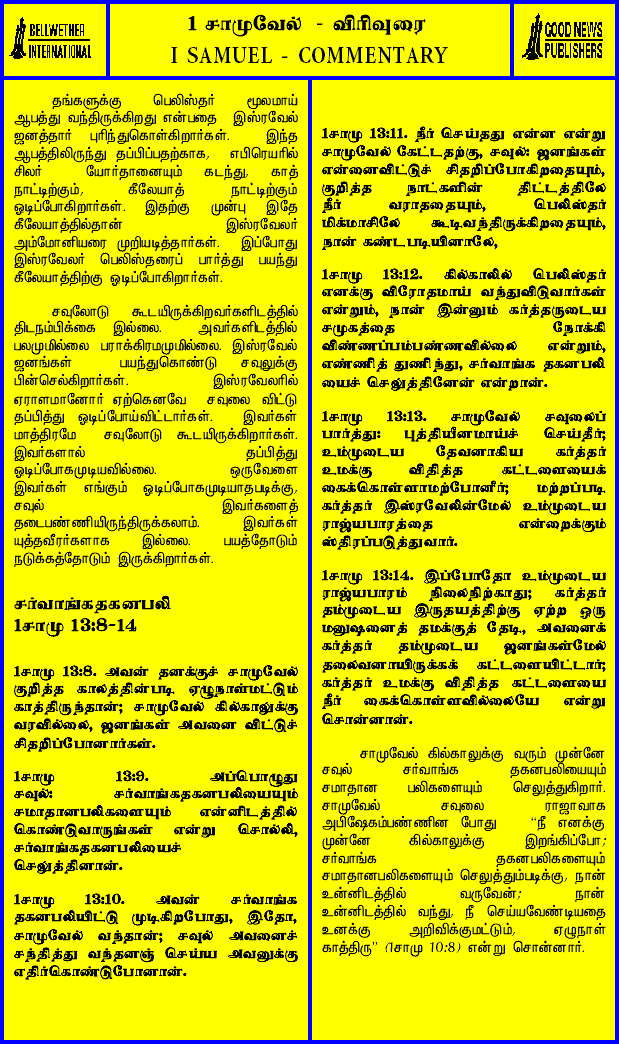 BELLWETHER
INTERNATIONAL
1 சாமுவேல் - விரிவுரை
I SAMUEL - COMMENTARY
GOOD NEWS
PUBLISHERS
தங்களுக்கு பெலிஸ்தர் மூலமாய்
ஆபத்து வந்திருக்கிறது என்பதை இஸ்ரவேல்
ஜனத்தார் புரிந்துகொள்கிறார்கள். இந்த
ஆபத்திலிருந்து தப்பிப்பதற்காக, எபிரெயரில்
சிலர் யோர்தானையும் கடந்து, காத்
நாட்டிற்கும், கீலேயாத் நாட்டிற்கும்
ஓடிப்போகிறார்கள். இதற்கு முன்பு இதே
கீலேயாத்தில்தான் இஸ்ரவேலர்
அம்மோனியரை முறியடித்தார்கள். இப்போது
இஸ்ரவேலர் பெலிஸ்தரைப் பார்த்து பயந்து
கீலேயாத்திற்கு ஓடிப்போகிறார்கள்.
சவுலோடு கூடயிருக்கிறவர்களிடத்தில்
திடநம்பிக்கை இல்லை. அவர்களிடத்தில்
பலமுமில்லை பராக்கிரமமுமில்லை. இஸ்ரவேல்
ஜனங்கள் பயந்துகொண்டு சவுலுக்கு
பின்செல்கிறார்கள். இஸ்ரவேலரில்
ஏராளமானோர் ஏற்கெனவே சவுலை விட்டு
தப்பித்து ஓடிப்போய்விட்டார்கள். இவர்கள்
மாத்திரமே சவுலோடு கூடயிருக்கிறார்கள்.
இவர்களால் தப்பித்து
ஓடிப்போகமுடியவில்லை. ஒருவேளை
இவர்கள் எங்கும் ஓடிப்போகமுடியாதபடிக்கு,
சவுல் இவர்களைத்
தடைபண்ணியிருந்திருக்கலாம். இவர்கள்
யுத்தவீரர்களாக இல்லை. பயத்தோடும்
நடுக்கத்தோடும் இருக்கிறார்கள்.
சர்வாங்கதகனபலி
1சாமு 13:8-14
1சாமு 13:8. அவன் தனக்குச் சாமுவேல்
குறித்த காலத்தின்படி ஏழுநாள்மட்டும்
காத்திருந்தான்; சாமுவேல் கில்காலுக்கு
வரவில்லை, ஜனங்கள் அவனை விட்டுச்
சிதறிப்போனார்கள்.
1சாமு 13:9. அப்பொழுது
சவுல்: சர்வாங்கதகனபலியையும்
சமாதானபலிகளையும் என்னிடத்தில்
கொண்டுவாருங்கள் என்று சொல்லி,
சர்வாங்கதகனபலியைச்
செலுத்தினான்.
1சாமு 13:10. அவன் சர்வாங்க
தகனபலியிட்டு முடிகிறபோது, இதோ,
சாமுவேல் வந்தான்; சவுல் அவனைச்
சந்தித்து வந்தனஞ் செய்ய அவனுக்கு
எதிர்கொண்டுபோனான்.
1சாமு 13:11. நீர் செய்தது என்ன என்று
சாமுவேல் கேட்டதற்கு, சவுல்: ஜனங்கள்
என்னைவிட்டுச் சிதறிப்போகிறதையும்,
குறித்த நாட்களின் திட்டத்திலே
நீர் வராததையும், பெலிஸ்தர்
மிக்மாசிலே கூடிவந்திருக்கிறதையும்,
நான் கண்டபடியினாலே,
1சாமு 13:12. கில்காலில் பெலிஸ்தர்
எனக்கு விரோதமாய் வந்துவிடுவார்கள்
என்றும், நான் இன்னும் கர்த்தருடைய
சமுகத்தை நோக்கி
விண்ணப்பம்பண்ணவில்லை என்றும்,
எண்ணித் துணிந்து, சர்வாங்க தகனபலி
யைச் செலுத்தினேன் என்றான்.
1சாமு 13:13. சாமுவேல் சவுலைப்
பார்த்து: புத்தியீனமாய்ச் செய்தீர்;
உம்முடைய தேவனாகிய கர்த்தர்
உமக்கு விதித்த கட்டளையைக்
கைக்கொள்ளாமற்போனீர்; மற்றப்படி
கர்த்தர் இஸ்ரவேலின்மேல் உம்முடைய
ராஜ்யபாரத்தை என்றைக்கும்
ஸ்திரப்படுத்துவார்.
1சாமு 13:14. இப்போதோ உம்முடைய
ராஜ்யபாரம் நிலைநிற்காது; கர்த்தர்
தம்முடைய இருதயத்திற்கு ஏற்ற ஒரு
மனுஷனைத் தமக்குத் தேடி, அவனைக்
கர்த்தர் தம்முடைய ஜனங்கள்மேல்
தலைவனாயிருக்கக் கட்டளையிட்டார்;
கர்த்தர் உமக்கு விதித்த கட்டளையை
நீர் கைக்கொள்ளவில்லையே என்று
சொன்னான்.
சாமுவேல் கில்காலுக்கு வரும் முன்னே
சவுல் சர்வாங்க தகனபலியையும்
சமாதான பலிகளையும் செலுத்துகிறார்.
சாமுவேல் சவுலை ராஜாவாக
அபிஷேகம்பண்ணின போது "நீ எனக்கு
முன்னே கில்காலுக்கு இறங்கிப்போ;
சர்வாங்க தகனபலிகளையும்
சமாதானபலிகளையும் செலுத்தும்படிக்கு, நான்
உன்னிடத்தில் வருவேன்; நான்
உன்னிடத்தில் வந்து, நீ செய்யவேண்டியதை
உனக்கு அறிவிக்குமட்டும், ஏழுநாள்
காத்திரு" (1சாமு 10:8) என்று சொன்னார்.